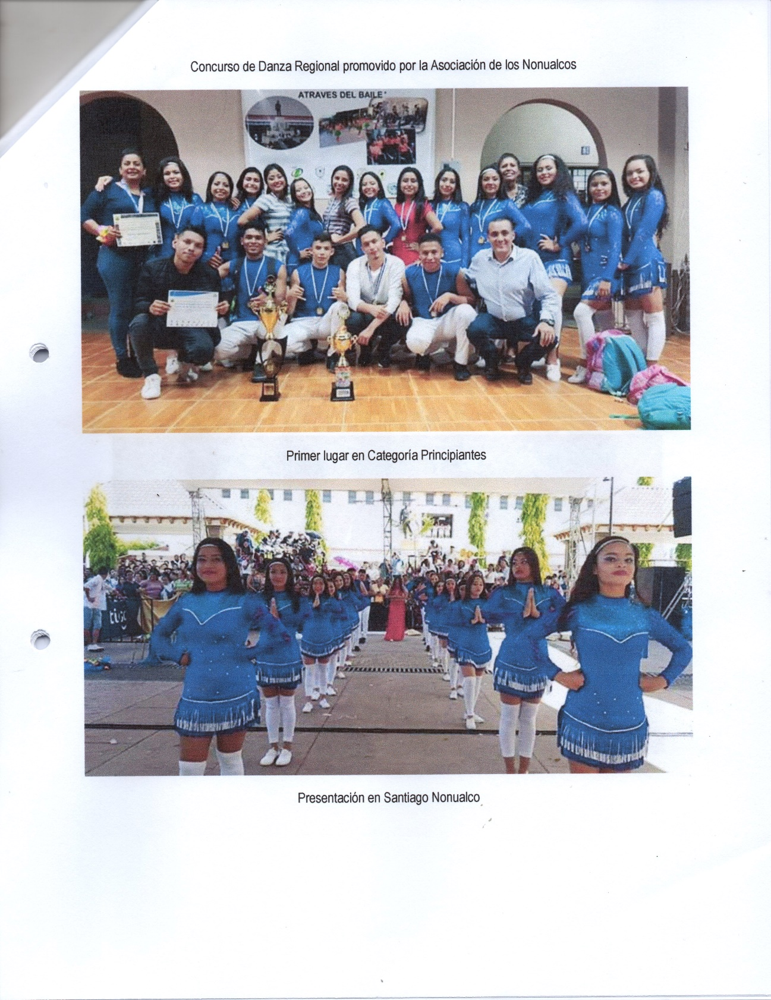 Concurso de Danza Regional promovido por la Asociación de los Nonualcos
ATRAVES DEL BAILE"
Primer lugar en Categoría Principiantes
tigo
Presentación en Santiago Nonualco